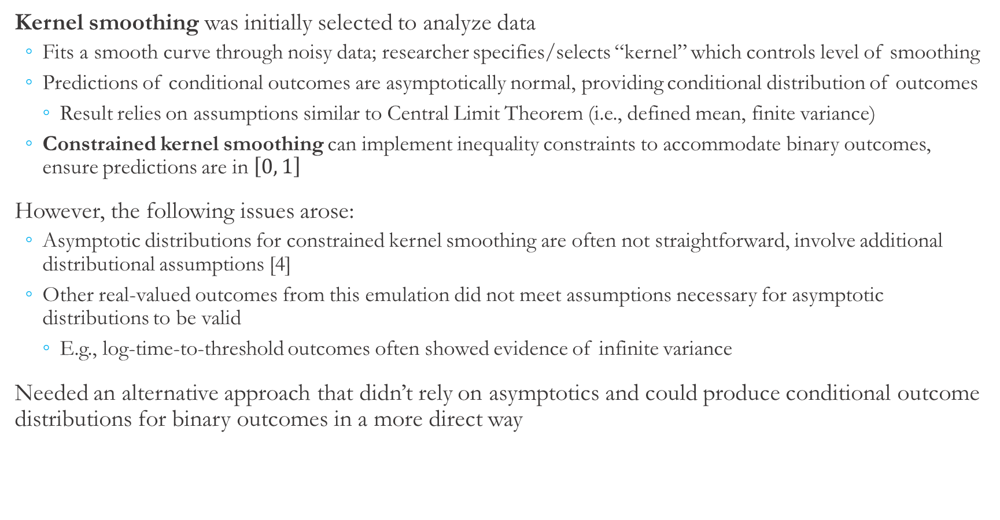 Kernel smoothing was initially selected to analyze data
◦ Fits a smooth curve through noisy data; researcher specifies/selects “kernel” which controls level of smoothing
◦ Predictions of conditional outcomes are asymptotically normal, providing conditional distribution of outcomes
◦ Result relies on assumptions similar to Central Limit Theorem (i.e., defined mean, finite variance)
◦ Constrained kernel smoothing can implement inequality constraints to accommodate binary outcomes,
ensure predictions are in [0, 1]
However, the following issues arose:
◦ Asymptotic distributions for constrained kernel smoothing are often not straightforward, involve additional
distributional assumptions [4]
◦ Other real-valued outcomes from this emulation did not meet assumptions necessary for asymptotic
distributions to be valid
◦ E.g., log-time-to-threshold outcomes often showed evidence of infinite variance
Needed an alternative approach that didn’t rely on asymptotics and could produce conditional outcome
distributions for binary outcomes in a more direct way